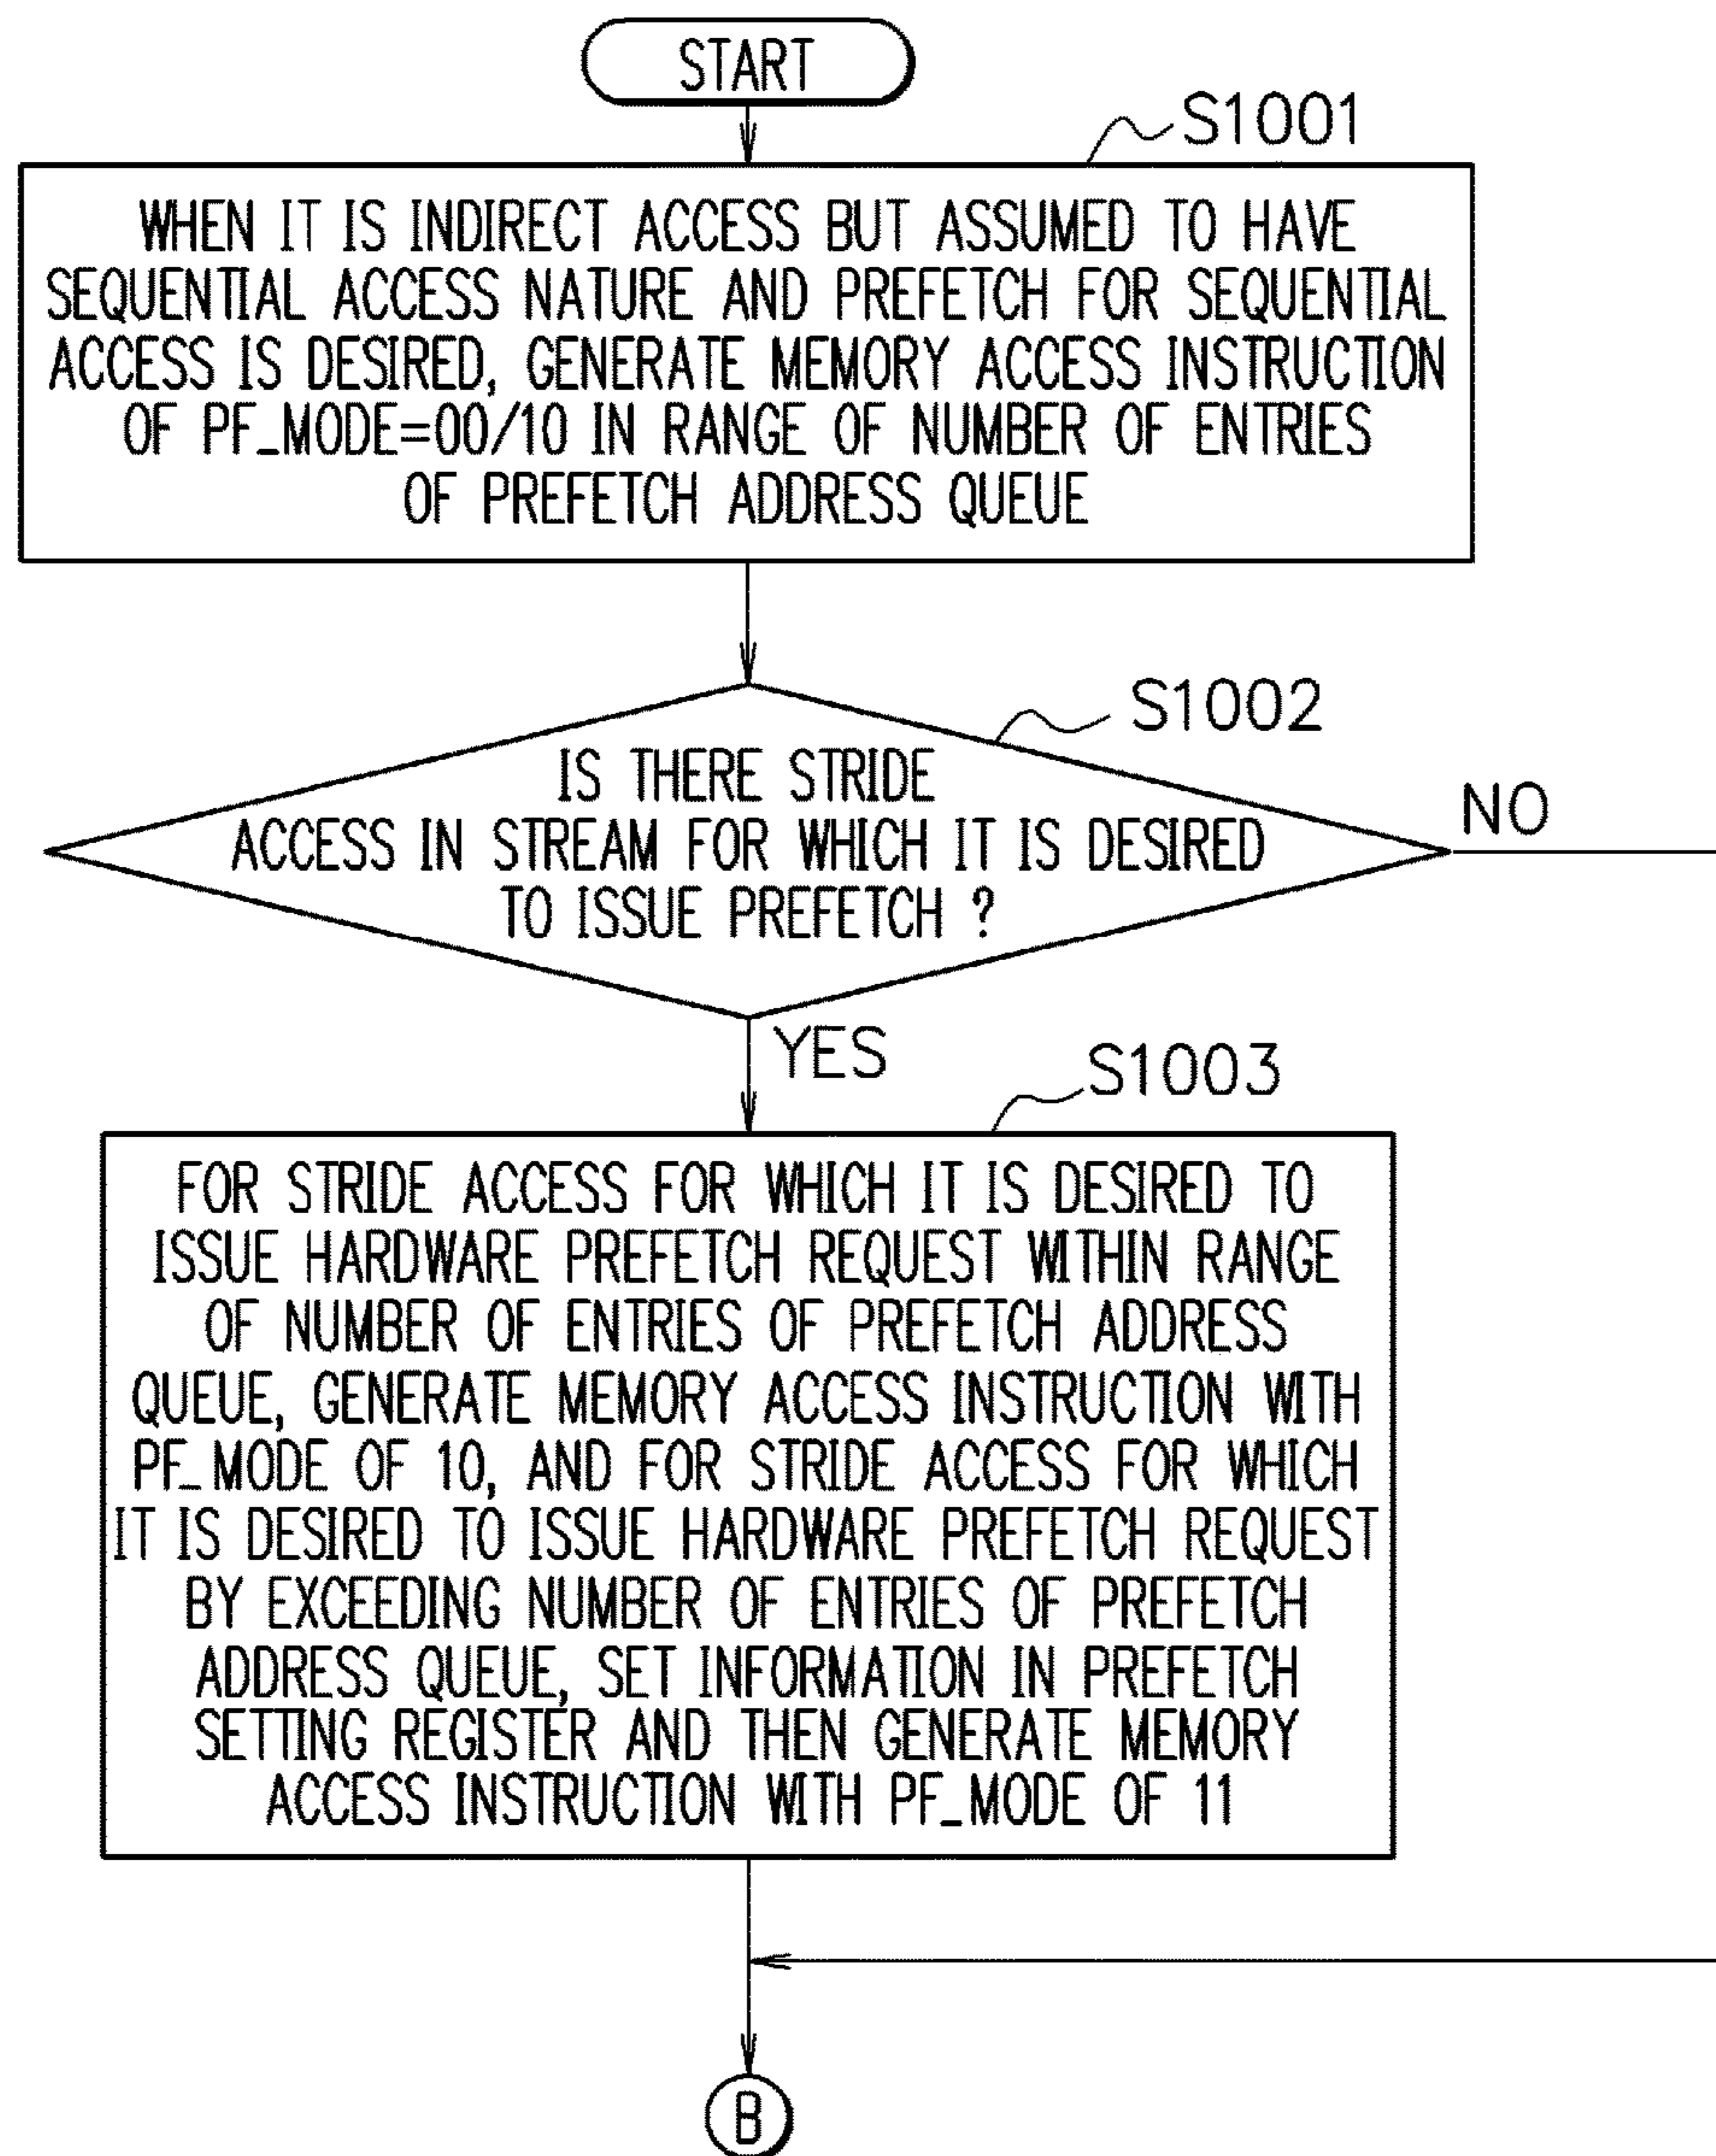 START
S1001
WHEN IT IS INDIRECT ACCESS BUT ASSUMED TO HAVE
SEQUENTIAL ACCESS NATURE AND PREFETCH FOR SEQUENTIAL
ACCESS IS DESIRED, GENERATE MEMORY ACCESS INSTRUCTION
OF PF_MODE=00/10 IN RANGE OF NUMBER OF ENTRIES
OF PREFETCH ADDRESS QUEUE
S1002
IS THERE STRIDE
ACCESS IN STREAM FOR WHICH IT IS DESIRED
TO ISSUE PREFETCH ?
NO
YES
S1003
FOR STRIDE ACCESS FOR WHICH IT IS DESIRED TO
ISSUE HARDWARE PREFETCH REQUEST WITHIN RANGE
OF NUMBER OF ENTRIES OF PREFETCH ADDRESS
QUEUE, GENERATE MEMORY ACCESS INSTRUCTION WITH
PF_MODE OF 10, AND FOR STRIDE ACCESS FOR WHICH
IT IS DESIRED TO ISSUE HARDWARE PREFETCH REQUEST
BY EXCEEDING NUMBER OF ENTRIES OF PREFETCH
ADDRESS QUEUE, SET INFORMATION IN PREFETCH
SETTING REGISTER AND THEN GENERATE MEMORY
ACCESS INSTRUCTION WITH PF_MODE OF 11
B